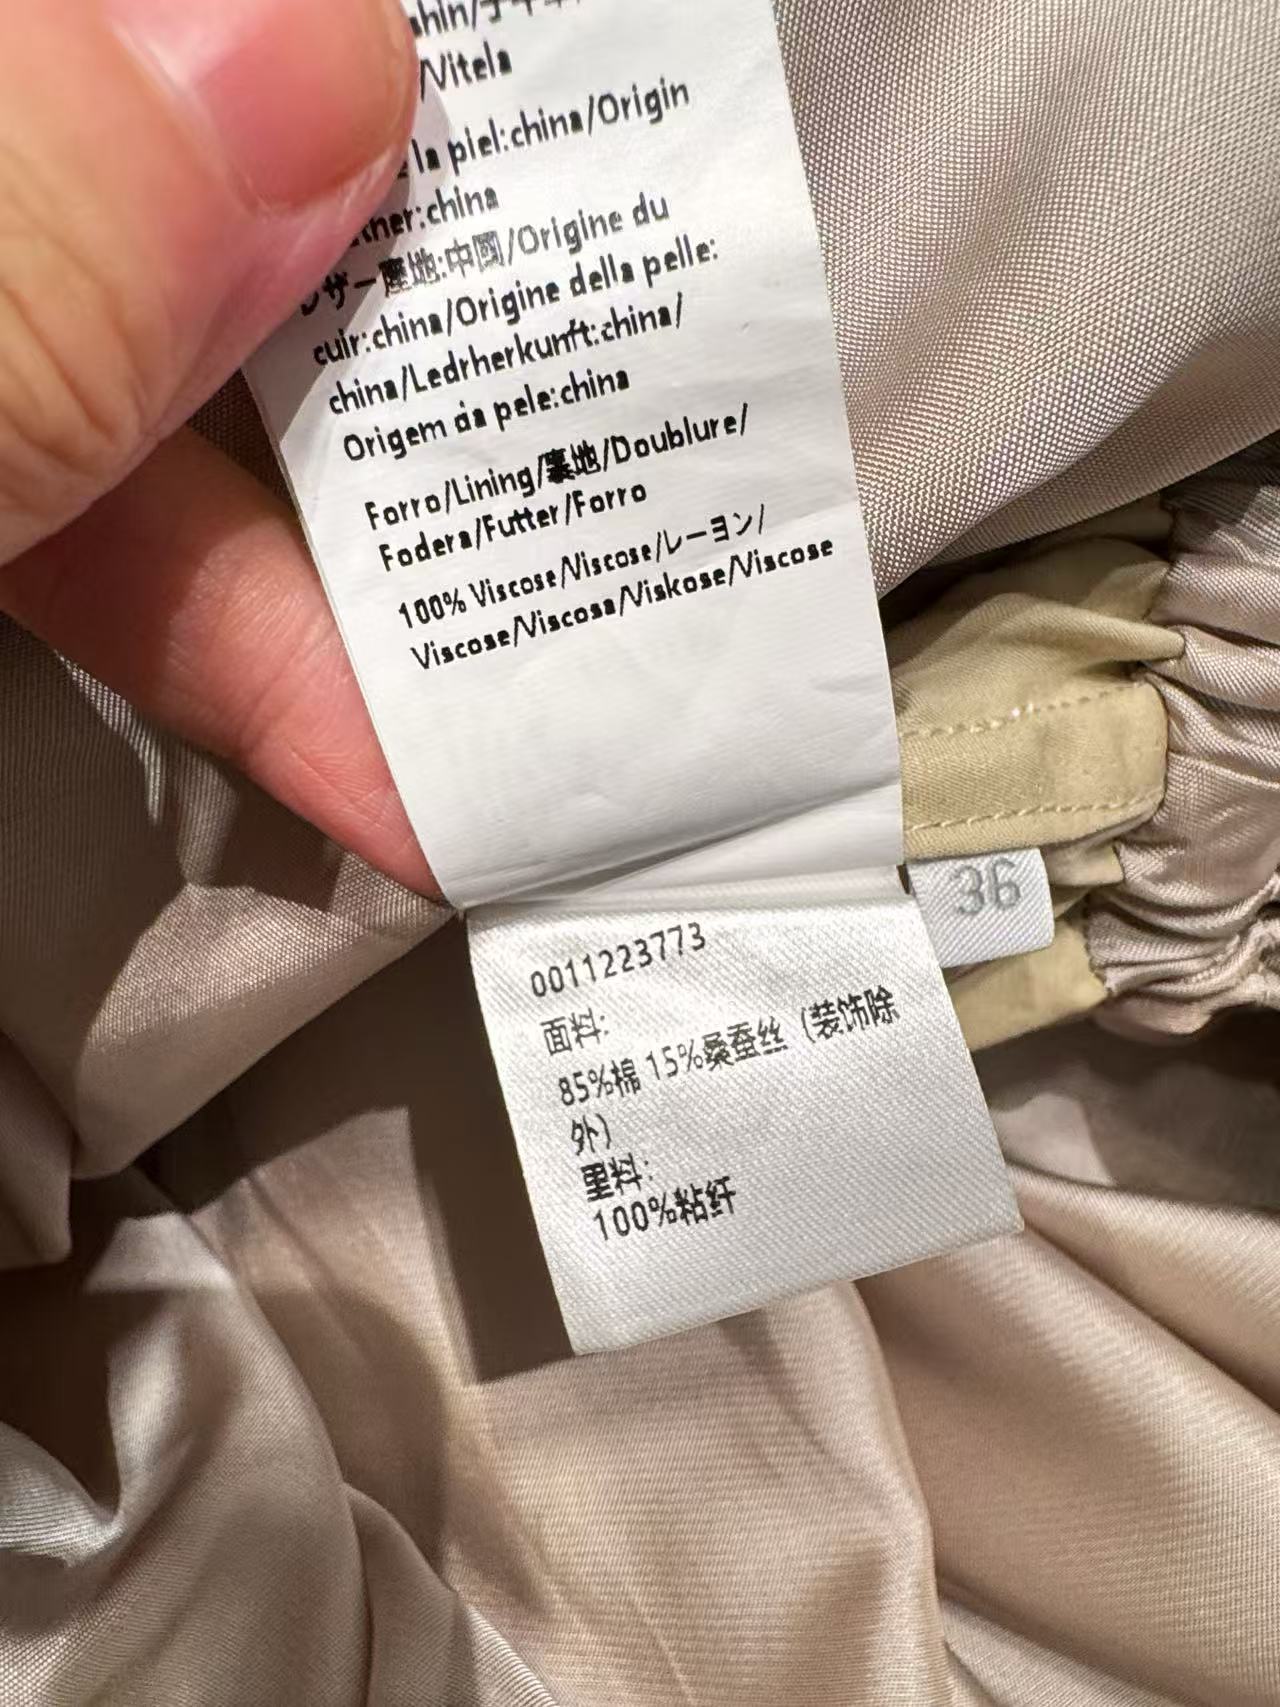 /Vitela
la piel:china/Origin
:china
ザー産地:中國/Origine du
cuir:china/Origine della pelle:
china/Ledrherkunft:china/
Origem da pele:china
Forro/Lining/裏地/Doublure/
Fodera/Futter/Forro
100% Viscose/Viscose/レーヨン/
Viscose/Viscosa/Viskose/Viscose
36
0011223773
面料:
85%棉 15%桑蚕丝（装饰除
外）
里料:
100%粘纤